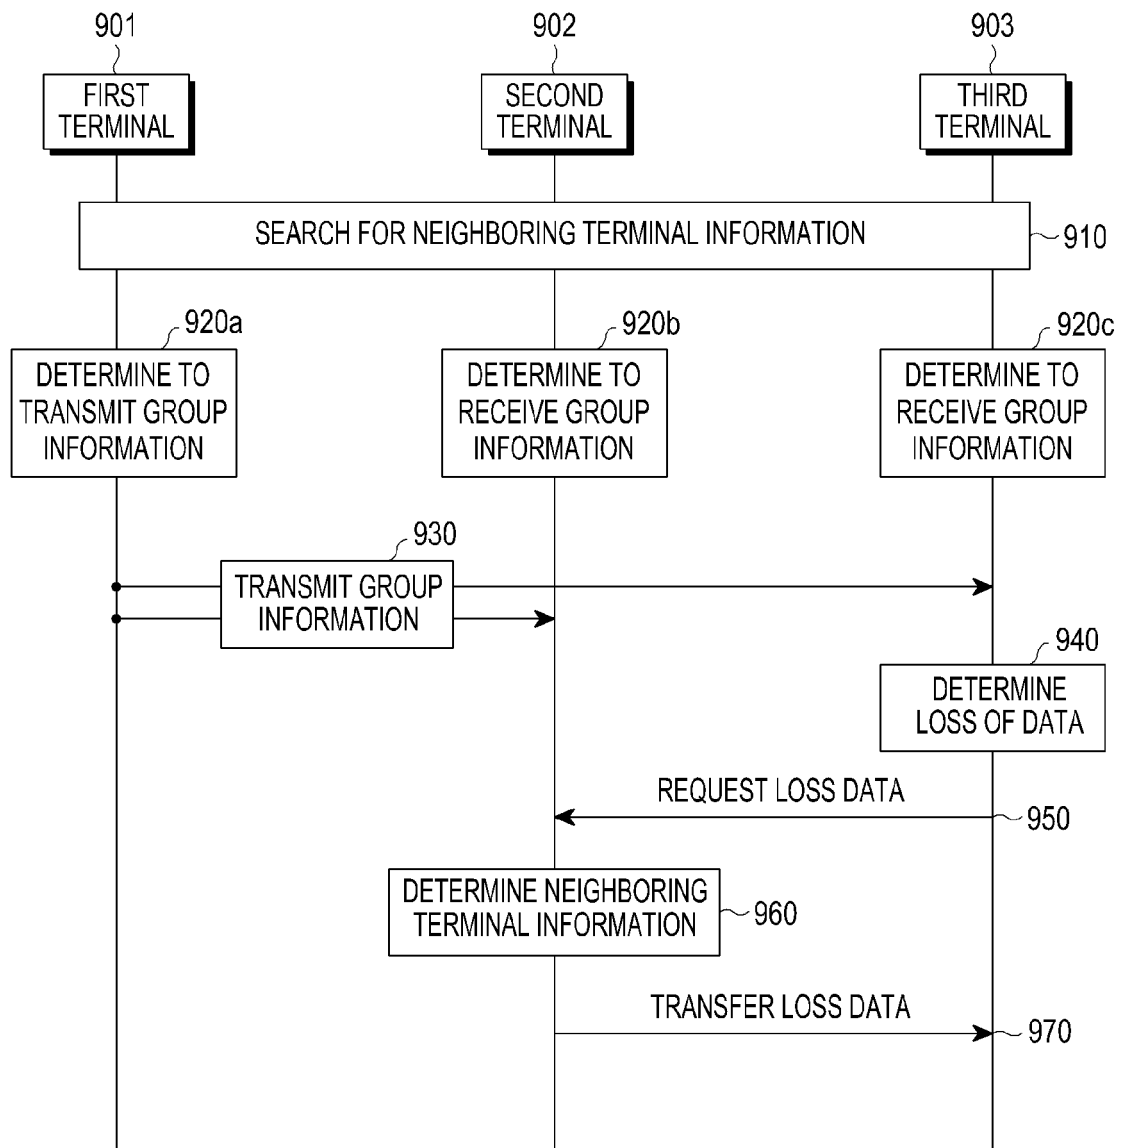 901
902
903
FIRST
TERMINAL
SECOND
TERMINAL
THIRD
TERMINAL
SEARCH FOR NEIGHBORING TERMINAL INFORMATION
910
920a
920b
920c
DETERMINE TO
TRANSMIT GROUP
INFORMATION
DETERMINE TO
RECEIVE GROUP
INFORMATION
DETERMINE TO
RECEIVE GROUP
INFORMATION
930
TRANSMIT GROUP
INFORMATION
940
DETERMINE
LOSS OF DATA
REQUEST LOSS DATA
950
DETERMINE NEIGHBORING
TERMINAL INFORMATION
960
TRANSFER LOSS DATA
970